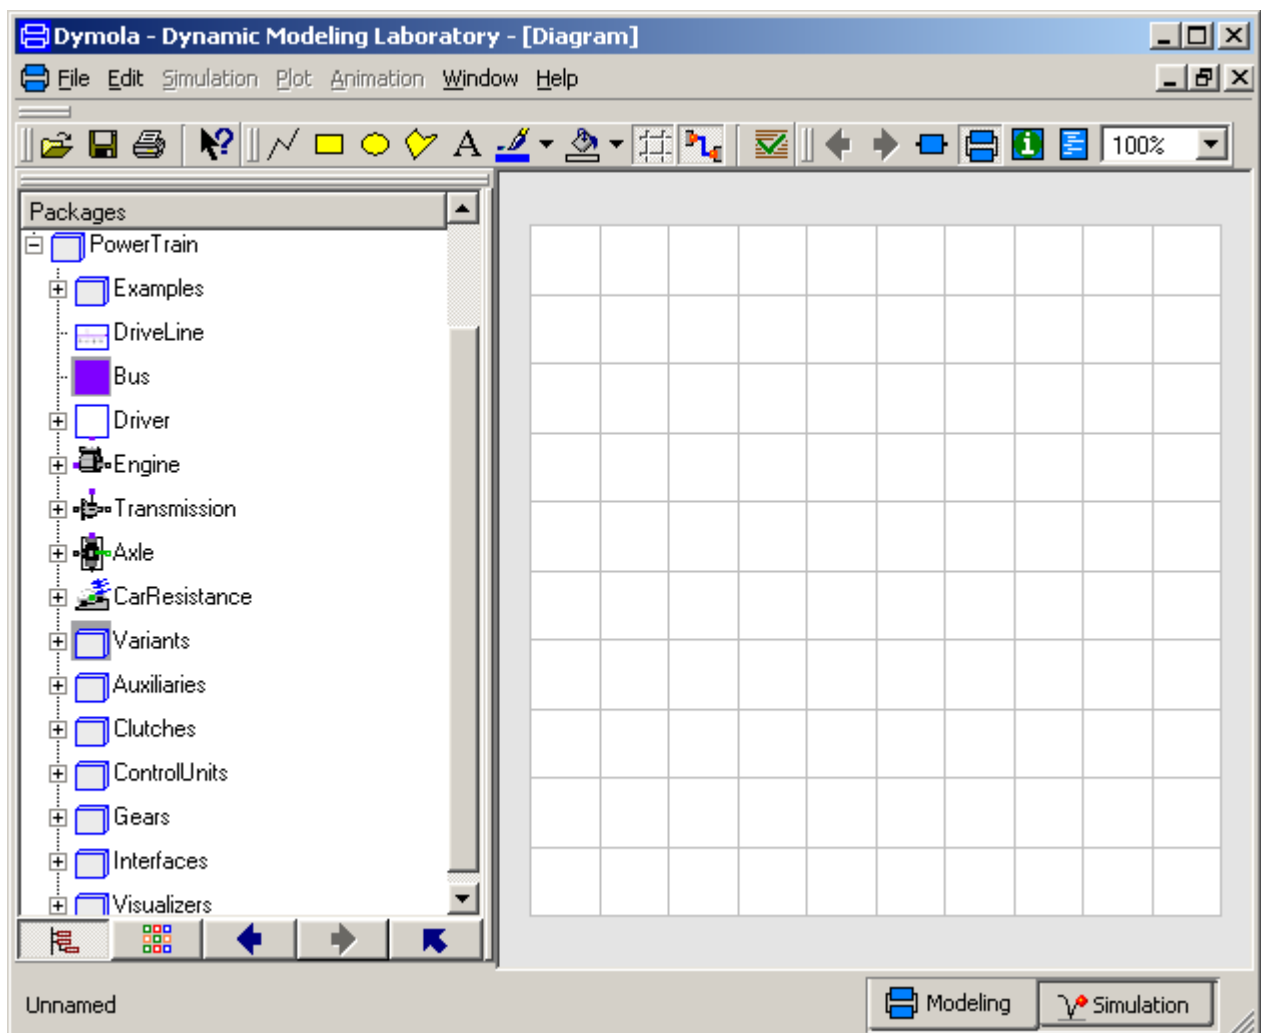 Dymola - Dynamic Modeling Laboratory - [Diagram]
File Edit Simulation Plot Animation Window Help
A 100%
Packages
PowerTrain
Examples
DriveLine
Bus
Driver
Engine
Transmission
Axle
CarResistance
Variants
Auxiliaries
Clutches
ControlUnits
Gears
Interfaces
Visualizers
Unnamed Modeling Simulation